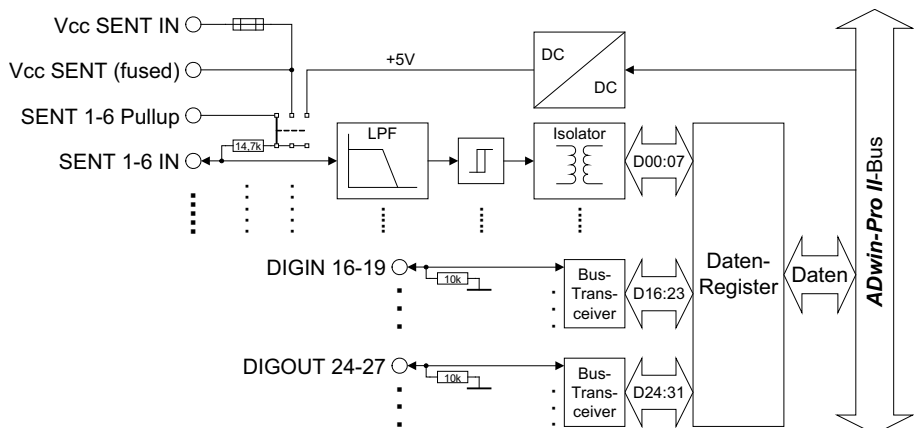 Vcc SENT IN
Vcc SENT (fused)
SENT 1-6 Pullup
SENT 1-6 IN
14,7k
+5V
DC
DC
LPF
Isolator
D00:07
DIGIN 16-19
10k
Bus-
Trans-
ceiver
D16:23
DIGOUT 24-27
10k
Bus-
Trans-
ceiver
D24:31
Daten-
Register
Daten
ADwin-Pro II-Bus